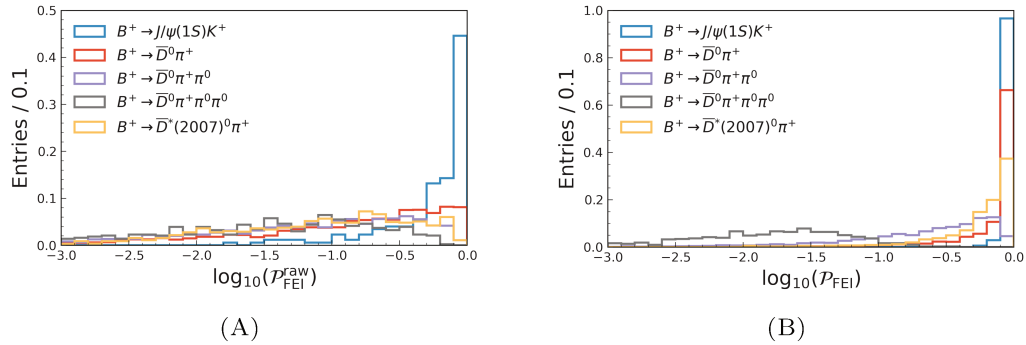 0.5
0.4
0.3
0.2
0.1
0.0
Entries / 0.1
B⁺ → J/ψ(1S)K⁺
B⁺ → D̅⁰π⁺
B⁺ → D̅⁰π⁺π⁰
B⁺ → D̅⁰π⁺π⁰π⁰
B⁺ → D̅*(2007)⁰π⁺
−3.0 −2.5 −2.0 −1.5 −1.0 −0.5 0.0
log₁₀(𝒫ʳᵃʷ_FEI)
(A)
1.0
0.8
0.6
0.4
0.2
0.0
Entries / 0.1
B⁺ → J/ψ(1S)K⁺
B⁺ → D̅⁰π⁺
B⁺ → D̅⁰π⁺π⁰
B⁺ → D̅⁰π⁺π⁰π⁰
B⁺ → D̅*(2007)⁰π⁺
−3.0 −2.5 −2.0 −1.5 −1.0 −0.5 0.0
log₁₀(𝒫_FEI)
(B)